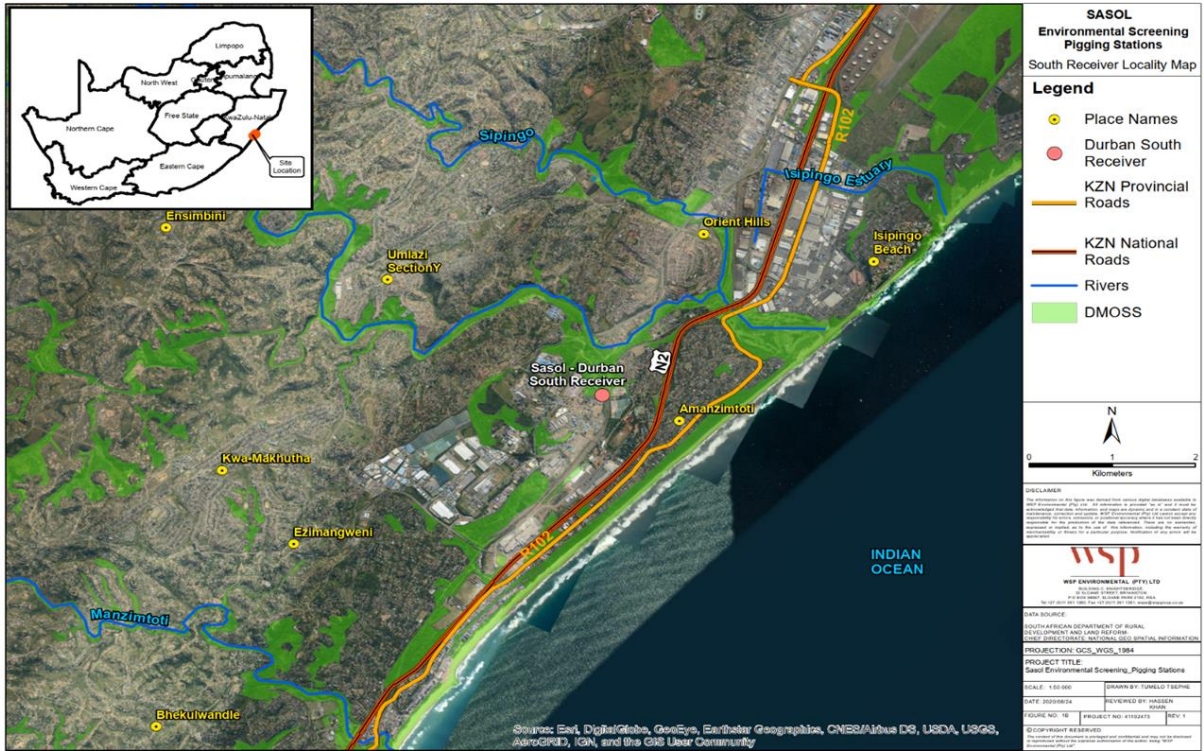 Limpopo
North West
Mpumalanga
Free State
KwaZulu-Natal
Northern Cape
Eastern Cape
Western Cape
Site
Location
Sipingo
R102
Isipingo Estuary
Ensimbini
Orient Hills
Umlazi
SectionY
Isipingo
Beach
Sasol - Durban
South Receiver
N2
Amanzimtoti
Kwa-Makhutha
Ezimangweni
R102
INDIAN
OCEAN
Manzimtoti
Bhekulwandle
Source: Esri, DigitalGlobe, GeoEye, Earthstar Geographics, CNES/Airbus DS, USDA, USGS,
AeroGRID, IGN, and the GIS User Community
SASOL
Environmental Screening
Pigging Stations
South Receiver Locality Map
Legend
Place Names
Durban South
Receiver
KZN Provincial
Roads
KZN National
Roads
Rivers
DMOSS
N
0 1 2
Kilometers
DISCLAIMER
wsp
WSP ENVIRONMENTAL (PTY) LTD
DATA SOURCE:
SOUTH AFRICAN DEPARTMENT OF RURAL
DEVELOPMENT AND LAND REFORM-
CHIEF DIRECTORATE, NATIONAL GEO SPATIAL INFORMATION
PROJECTION: GCS_WGS_1984
PROJECT TITLE:
Sasol Environmental Screening_Pigging Stations
SCALE: 1:50 000
DRAWN BY: TUMELO TSEPHE
DATE: 2020/08/24
REVIEWED BY: HASSEN
KHAN
FIGURE NO: 1B
PROJECT NO: 41102473
REV: 1
© COPYRIGHT RESERVED